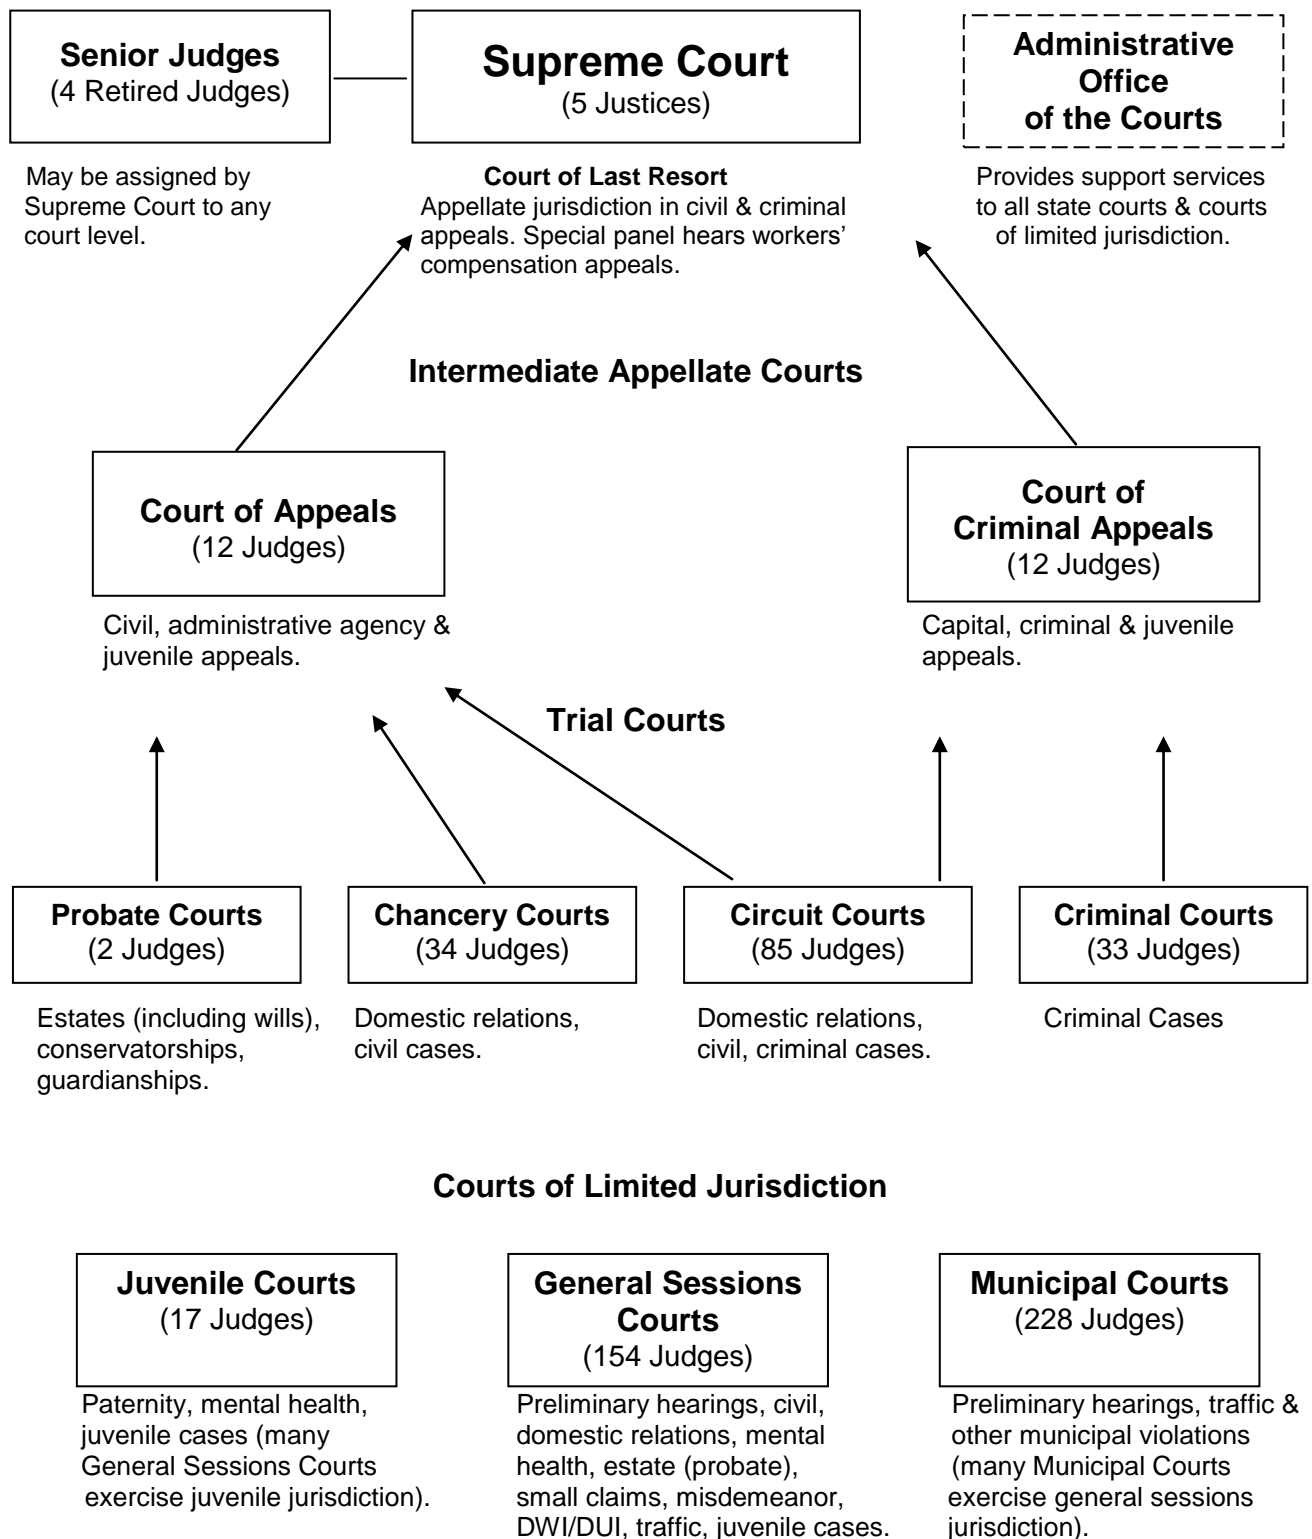 Senior Judges
(4 Retired Judges)
May be assigned by
Supreme Court to any
court level.
Supreme Court
(5 Justices)
Court of Last Resort
Appellate jurisdiction in civil & criminal
appeals. Special panel hears workers’
compensation appeals.
Administrative
Office
of the Courts
Provides support services
to all state courts & courts
of limited jurisdiction.
Intermediate Appellate Courts
Court of Appeals
(12 Judges)
Civil, administrative agency &
juvenile appeals.
Court of
Criminal Appeals
(12 Judges)
Capital, criminal & juvenile
appeals.
Trial Courts
Probate Courts
(2 Judges)
Estates (including wills),
conservatorships,
guardianships.
Chancery Courts
(34 Judges)
Domestic relations,
civil cases.
Circuit Courts
(85 Judges)
Domestic relations,
civil, criminal cases.
Criminal Courts
(33 Judges)
Criminal Cases
Courts of Limited Jurisdiction
Juvenile Courts
(17 Judges)
Paternity, mental health,
juvenile cases (many
General Sessions Courts
exercise juvenile jurisdiction).
General Sessions
Courts
(154 Judges)
Preliminary hearings, civil,
domestic relations, mental
health, estate (probate),
small claims, misdemeanor,
DWI/DUI, traffic, juvenile cases.
Municipal Courts
(228 Judges)
Preliminary hearings, traffic &
other municipal violations
(many Municipal Courts
exercise general sessions
jurisdiction).